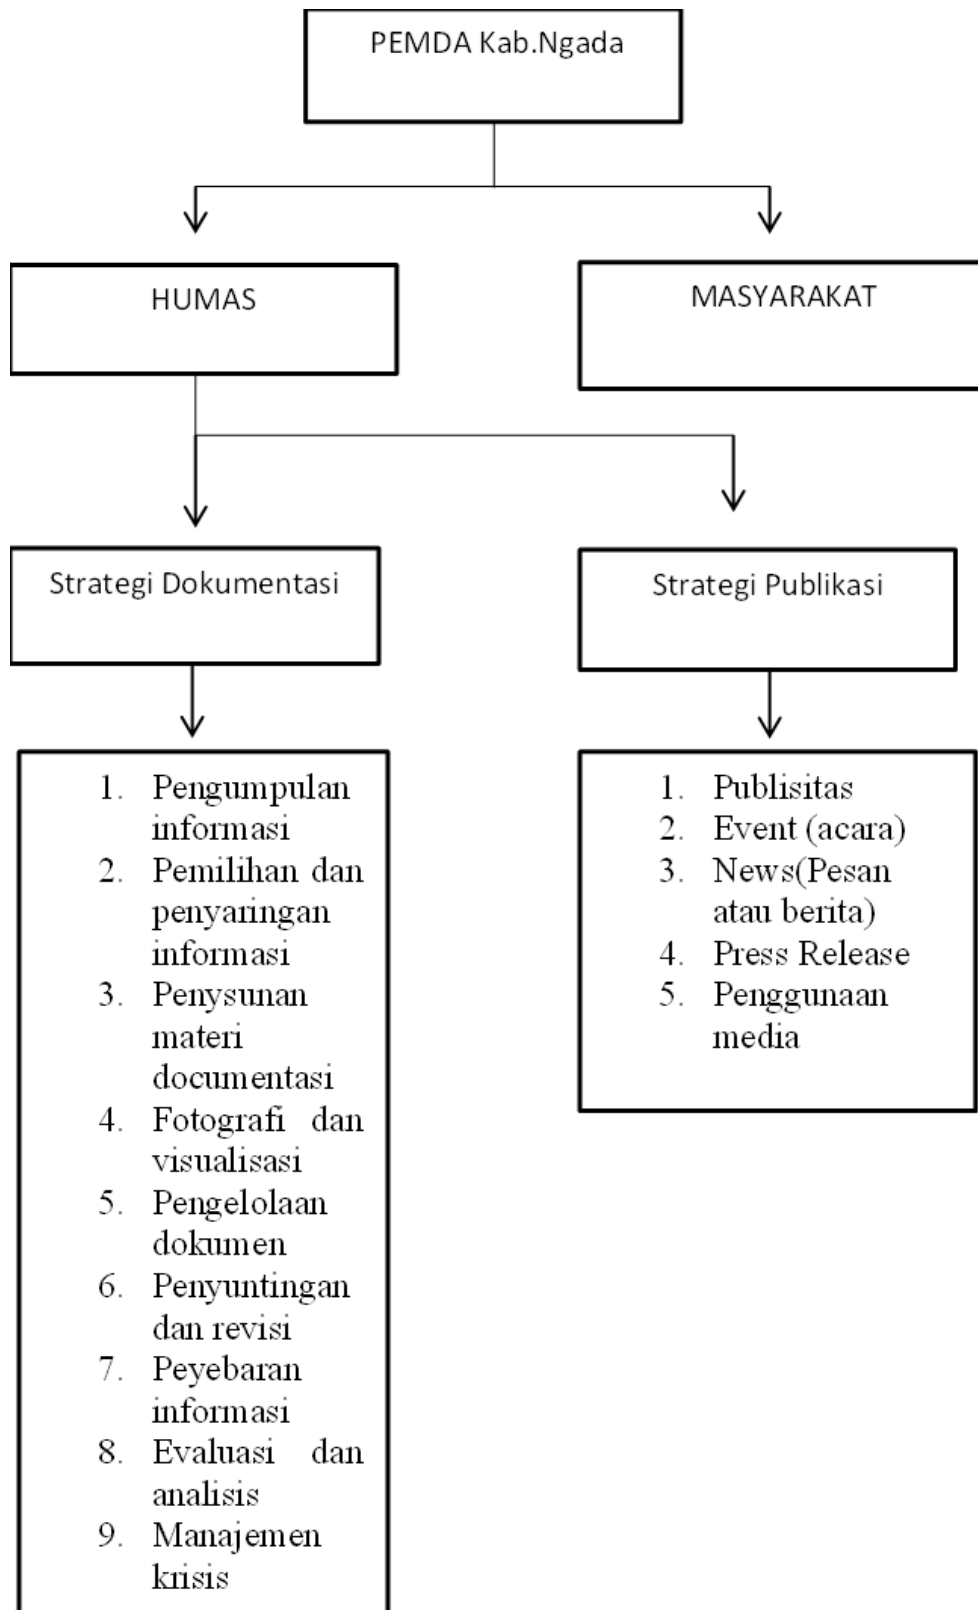 PEMDA Kab.Ngada
HUMAS
MASYARAKAT
Strategi Dokumentasi
Strategi Publikasi
1. Pengumpulan
informasi
2. Pemilihan dan
penyaringan
informasi
3. Penysunan
materi
documentasi
4. Fotografi dan
visualisasi
5. Pengelolaan
dokumen
6. Penyuntingan
dan revisi
7. Peyebaran
informasi
8. Evaluasi dan
analisis
9. Manajemen
krisis
1. Publisitas
2. Event (acara)
3. News(Pesan
atau berita)
4. Press Release
5. Penggunaan
media